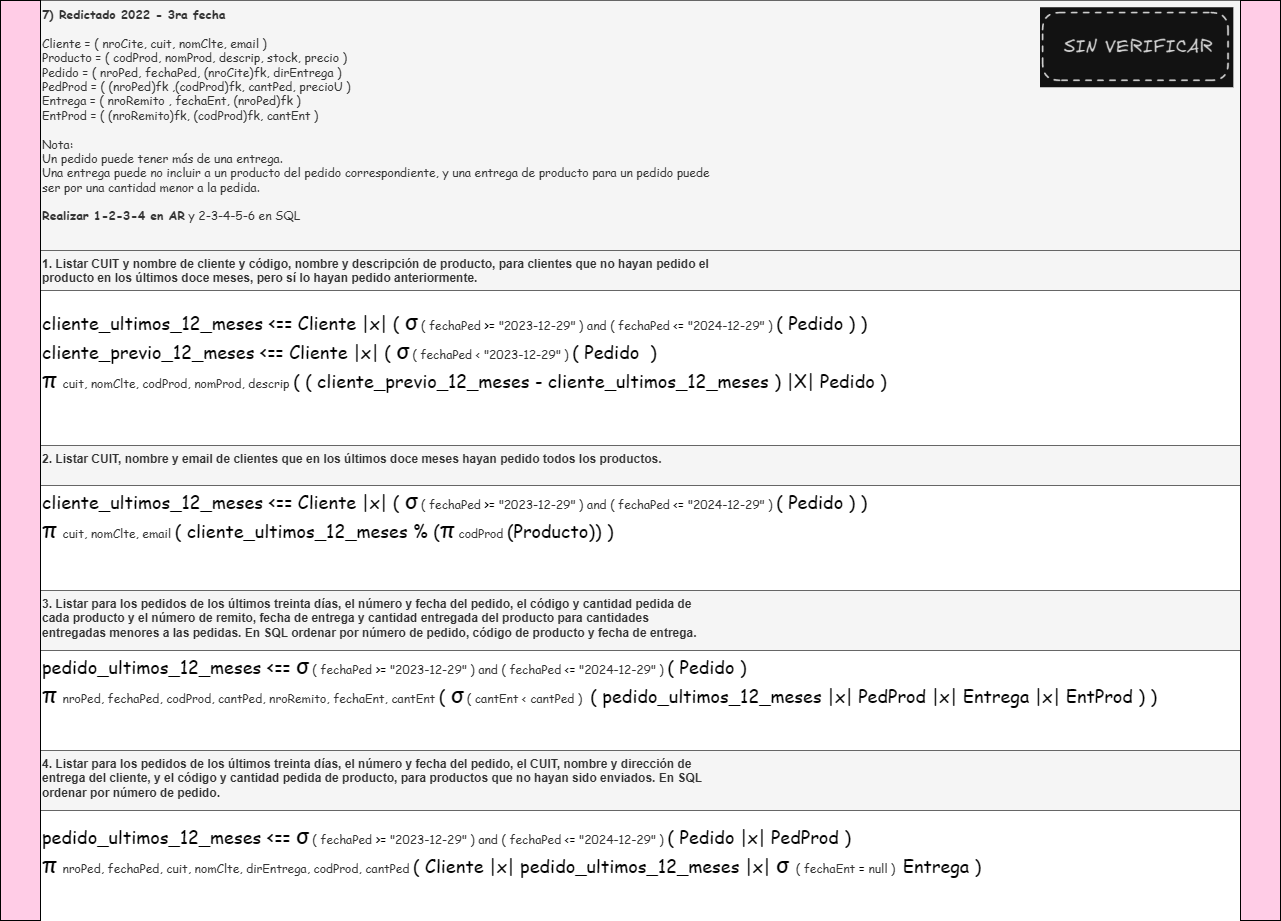 7) Redictado 2022 - 3ra fecha
SIN VERIFICAR
Cliente = ( nroCite, cuit, nomClte, email )
Producto = ( codProd, nomProd, descrip, stock, precio )
Pedido = ( nroPed, fechaPed, (nroCite)fk, dirEntrega )
PedProd = ( (nroPed)fk ,(codProd)fk, cantPed, precioU )
Entrega = ( nroRemito , fechaEnt, (nroPed)fk )
EntProd = ( (nroRemito)fk, (codProd)fk, cantEnt )
Nota:
Un pedido puede tener más de una entrega.
Una entrega puede no incluir a un producto del pedido correspondiente, y una entrega de producto para un pedido puede
ser por una cantidad menor a la pedida.
Realizar 1-2-3-4 en AR y 2-3-4-5-6 en SQL
1. Listar CUIT y nombre de cliente y código, nombre y descripción de producto, para clientes que no hayan pedido el
producto en los últimos doce meses, pero sí lo hayan pedido anteriormente.
cliente_ultimos_12_meses <== Cliente |x| ( σ ( fechaPed >= "2023-12-29" ) and ( fechaPed <= "2024-12-29" ) ( Pedido ) )
cliente_previo_12_meses <== Cliente |x| ( σ ( fechaPed < "2023-12-29" ) ( Pedido )
π cuit, nomClte, codProd, nomProd, descrip ( ( cliente_previo_12_meses - cliente_ultimos_12_meses ) |X| Pedido )
2. Listar CUIT, nombre y email de clientes que en los últimos doce meses hayan pedido todos los productos.
cliente_ultimos_12_meses <== Cliente |x| ( σ ( fechaPed >= "2023-12-29" ) and ( fechaPed <= "2024-12-29" ) ( Pedido ) )
π cuit, nomClte, email ( cliente_ultimos_12_meses % (π codProd (Producto)) )
3. Listar para los pedidos de los últimos treinta días, el número y fecha del pedido, el código y cantidad pedida de
cada producto y el número de remito, fecha de entrega y cantidad entregada del producto para cantidades
entregadas menores a las pedidas. En SQL ordenar por número de pedido, código de producto y fecha de entrega.
pedido_ultimos_12_meses <== σ ( fechaPed >= "2023-12-29" ) and ( fechaPed <= "2024-12-29" ) ( Pedido )
π nroPed, fechaPed, codProd, cantPed, nroRemito, fechaEnt, cantEnt ( σ ( cantEnt < cantPed ) ( pedido_ultimos_12_meses |x| PedProd |x| Entrega |x| EntProd ) )
4. Listar para los pedidos de los últimos treinta días, el número y fecha del pedido, el CUIT, nombre y dirección de
entrega del cliente, y el código y cantidad pedida de producto, para productos que no hayan sido enviados. En SQL
ordenar por número de pedido.
pedido_ultimos_12_meses <== σ ( fechaPed >= "2023-12-29" ) and ( fechaPed <= "2024-12-29" ) ( Pedido |x| PedProd )
π nroPed, fechaPed, cuit, nomClte, dirEntrega, codProd, cantPed ( Cliente |x| pedido_ultimos_12_meses |x| σ ( fechaEnt = null ) Entrega )